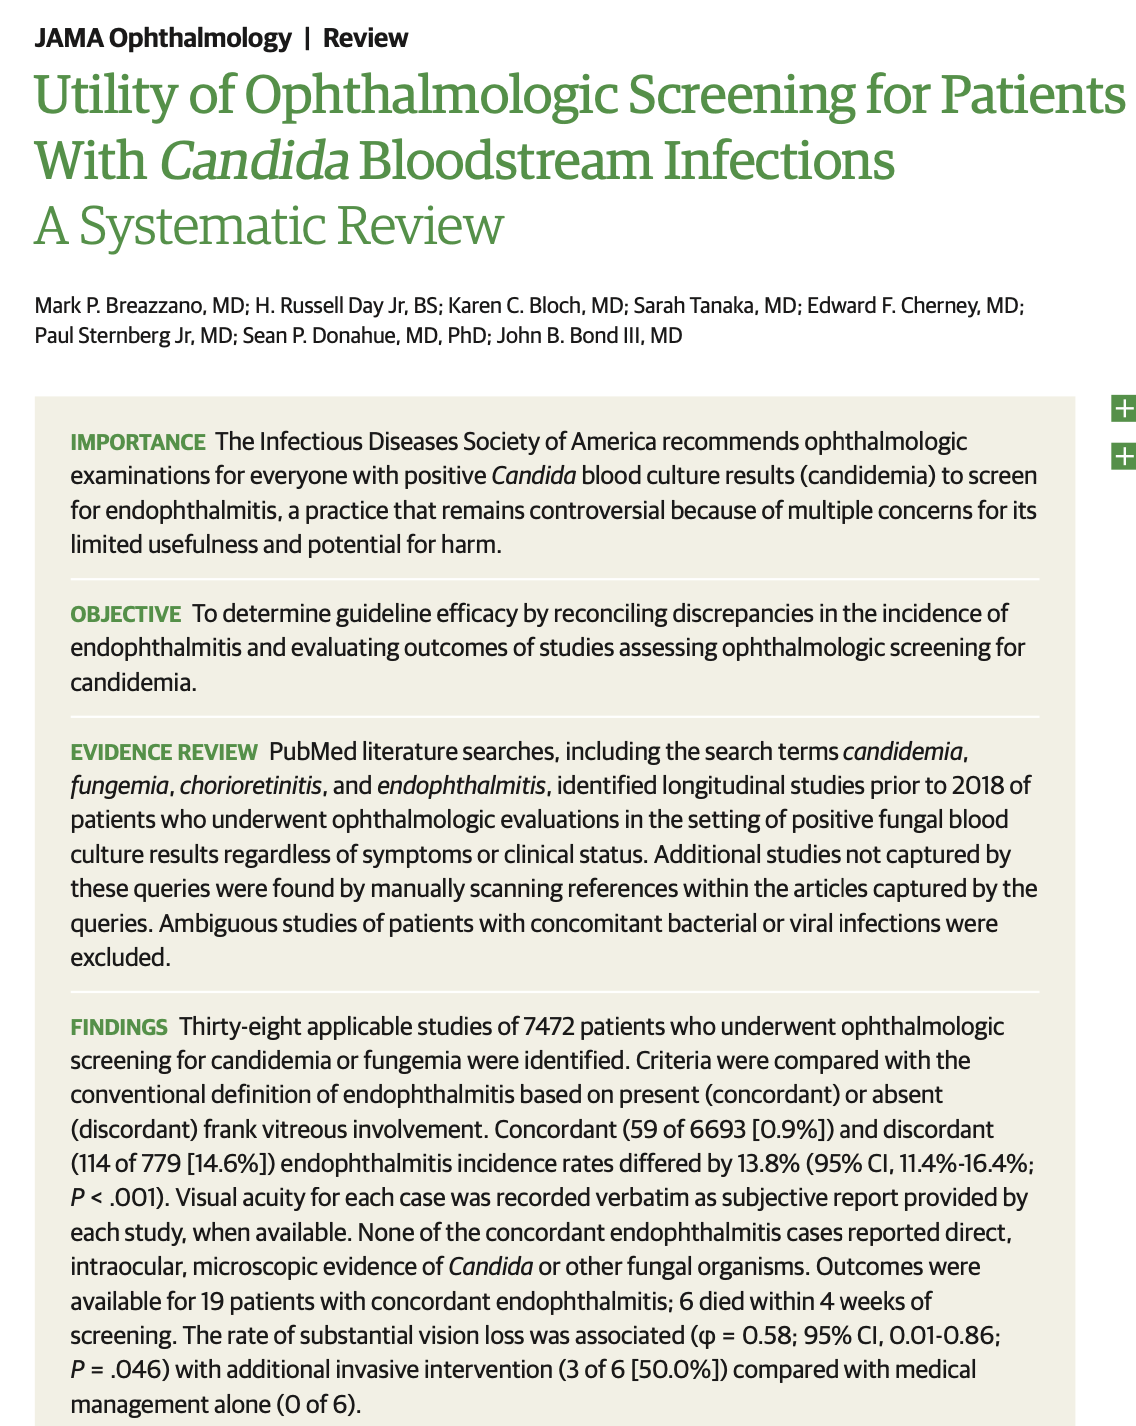 JAMA Ophthalmology | Review
Utility of Ophthalmologic Screening for Patients
With Candida Bloodstream Infections
A Systematic Review
Mark P. Breazzano, MD; H. Russell Day Jr, BS; Karen C. Bloch, MD; Sarah Tanaka, MD; Edward F. Cherney, MD;
Paul Sternberg Jr, MD; Sean P. Donahue, MD, PhD; John B. Bond III, MD
IMPORTANCE The Infectious Diseases Society of America recommends ophthalmologic
examinations for everyone with positive Candida blood culture results (candidemia) to screen
for endophthalmitis, a practice that remains controversial because of multiple concerns for its
limited usefulness and potential for harm.
OBJECTIVE To determine guideline efficacy by reconciling discrepancies in the incidence of
endophthalmitis and evaluating outcomes of studies assessing ophthalmologic screening for
candidemia.
EVIDENCE REVIEW PubMed literature searches, including the search terms candidemia,
fungemia, chorioretinitis, and endophthalmitis, identified longitudinal studies prior to 2018 of
patients who underwent ophthalmologic evaluations in the setting of positive fungal blood
culture results regardless of symptoms or clinical status. Additional studies not captured by
these queries were found by manually scanning references within the articles captured by the
queries. Ambiguous studies of patients with concomitant bacterial or viral infections were
excluded.
FINDINGS Thirty-eight applicable studies of 7472 patients who underwent ophthalmologic
screening for candidemia or fungemia were identified. Criteria were compared with the
conventional definition of endophthalmitis based on present (concordant) or absent
(discordant) frank vitreous involvement. Concordant (59 of 6693 [0.9%]) and discordant
(114 of 779 [14.6%]) endophthalmitis incidence rates differed by 13.8% (95% CI, 11.4%-16.4%;
P < .001). Visual acuity for each case was recorded verbatim as subjective report provided by
each study, when available. None of the concordant endophthalmitis cases reported direct,
intraocular, microscopic evidence of Candida or other fungal organisms. Outcomes were
available for 19 patients with concordant endophthalmitis; 6 died within 4 weeks of
screening. The rate of substantial vision loss was associated (φ = 0.58; 95% CI, 0.01-0.86;
P = .046) with additional invasive intervention (3 of 6 [50.0%]) compared with medical
management alone (0 of 6).